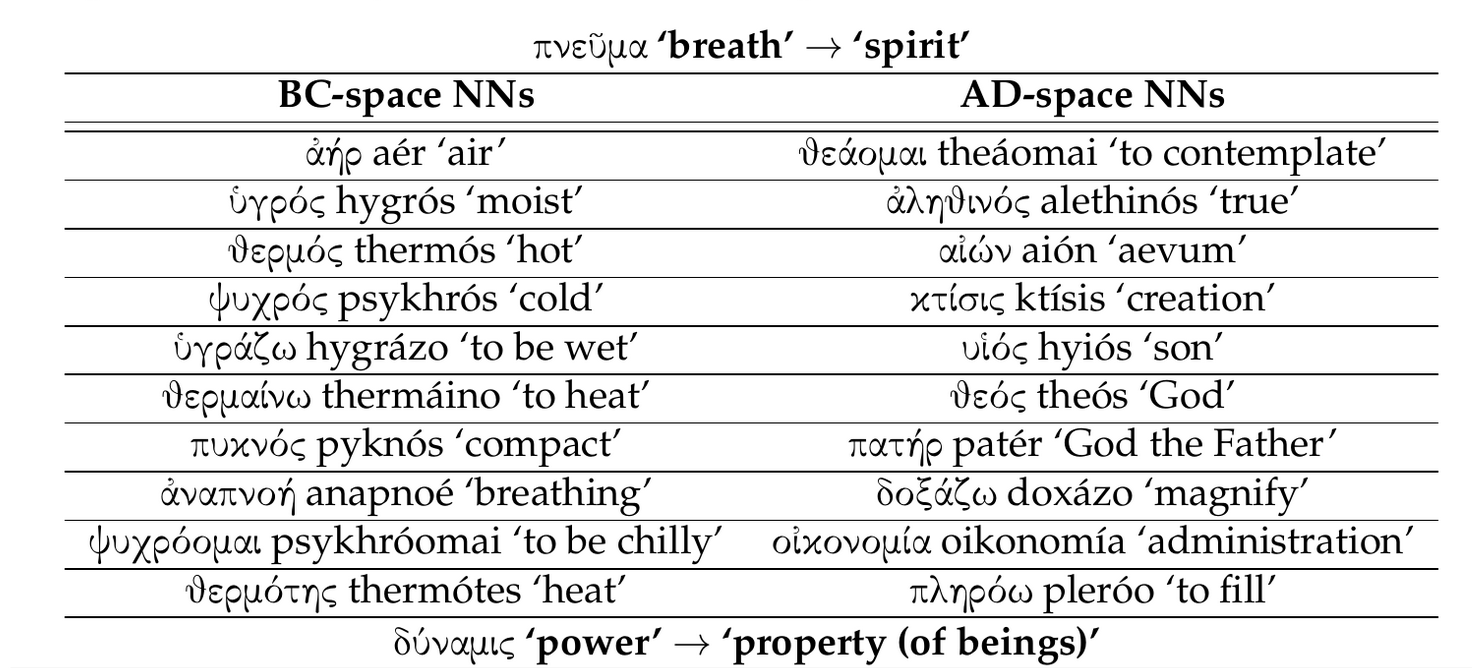 πνεῦμα ‘breath’ → ‘spirit’
BC-space NNs AD-space NNs
ἀήρ aér ‘air’ ϑεάομαι theáomai ‘to contemplate’
ὑγρός hygrós ‘moist’ ἀληϑινός alethinós ‘true’
ϑερμός thermós ‘hot’ αἰών aión ‘aevum’
ψυχρός psykhrós ‘cold’ κτίσις ktísis ‘creation’
ὑγράζω hygrázo ‘to be wet’ υἱός hyiós ‘son’
ϑερμαίνω thermáino ‘to heat’ ϑεός theós ‘God’
πυκνός pyknós ‘compact’ πατήρ patér ‘God the Father’
ἀναπνοή anapnoé ‘breathing’ δοξάζω doxázo ‘magnify’
ψυχρόομαι psykhróomai ‘to be chilly’ οἰκονομία oikonomía ‘administration’
ϑερμότης thermótes ‘heat’ πληρόω pleróo ‘to fill’
δύναμις ‘power’ → ‘property (of beings)’